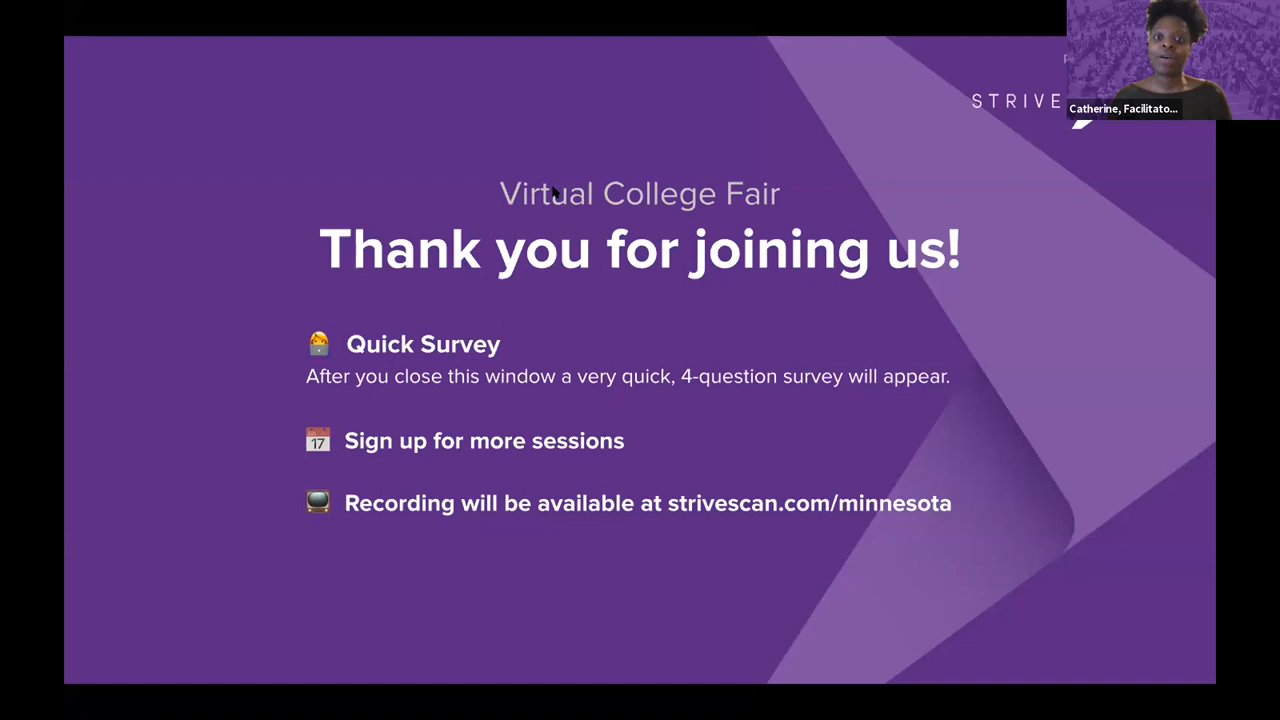 STRIVE
Catherine, Facilitato...
Virtual College Fair
Thank you for joining us!
Quick Survey
After you close this window a very quick, 4-question survey will appear.
17
Sign up for more sessions
Recording will be available at strivescan.com/minnesota